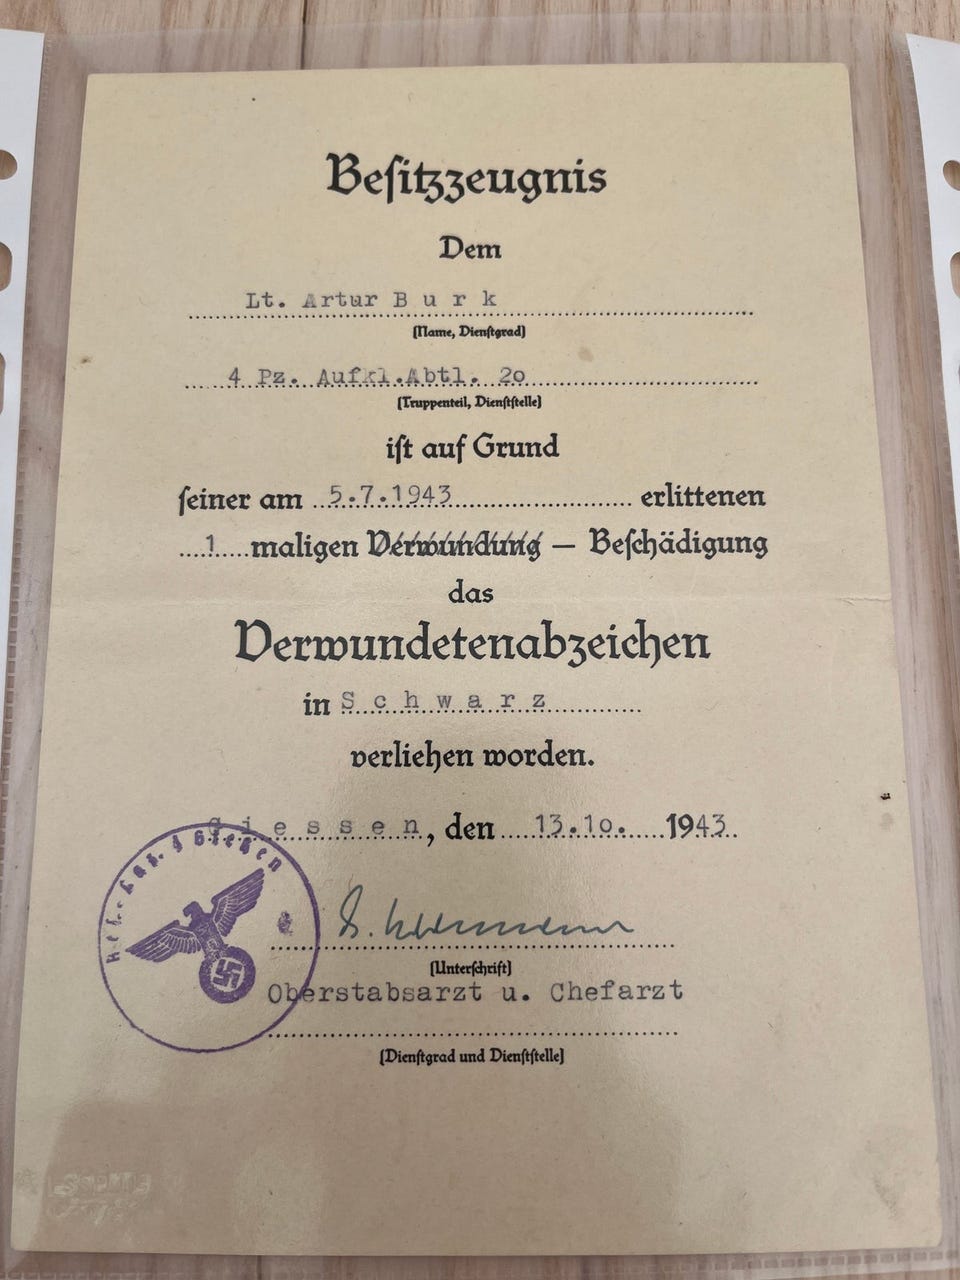 Besitzzeugnis
Dem
Lt. Artur Burk
(Name, Dienstgrad)
4 Pz. Aufkl.Abtl. 2o
(Truppenteil, Dienststelle)
ist auf Grund
seiner am 5.7.1943 erlittenen
1 maligen Verwundung – Beschädigung
das
Verwundetenabzeichen
in Schwarz
verliehen worden.
Giessen, den 13.1o. 1943
Gießen
(Unterschrift)
Oberstabsarzt u. Chefarzt
(Dienstgrad und Dienststelle)